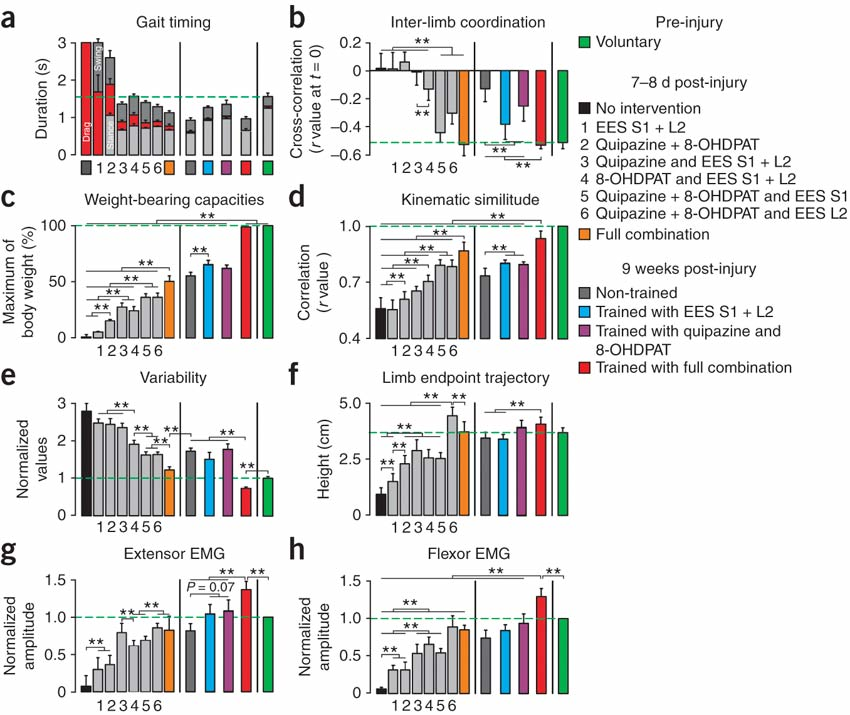 a Gait timing
Duration (s)
3
2
1
0
Drag
Swing
Stance
1 2 3 4 5 6
b Inter-limb coordination
Cross-correlation
(r value at t = 0)
0.2
0
−0.2
−0.4
−0.6
**
**
**
**
1 2 3 4 5 6
Pre-injury
Voluntary
7–8 d post-injury
No intervention
1 EES S1 + L2
2 Quipazine + 8-OHDPAT
3 Quipazine and EES S1 + L2
4 8-OHDPAT and EES S1 + L2
5 Quipazine + 8-OHDPAT and EES S1
6 Quipazine + 8-OHDPAT and EES L2
Full combination
9 weeks post-injury
Non-trained
Trained with EES S1 + L2
Trained with quipazine and
8-OHDPAT
Trained with full combination
c Weight-bearing capacities
Maximum of
body weight (%)
100
50
0
**
**
**
**
**
**
1 2 3 4 5 6
d Kinematic similitude
Correlation
(r value )
1.0
0.7
0.4
**
**
**
**
**
**
1 2 3 4 5 6
e Variability
Normalized
values
3
2
1
0
**
**
**
**
**
**
1 2 3 4 5 6
f Limb endpoint trajectory
Height (cm)
5.0
2.5
0
**
**
**
**
**
**
1 2 3 4 5 6
g Extensor EMG
Normalized
amplitude
1.5
1.0
0.5
0
**
**
**
P = 0.07
**
**
1 2 3 4 5 6
h Flexor EMG
Normalized
amplitude
1.5
1.0
0.5
0
**
**
**
**
**
1 2 3 4 5 6